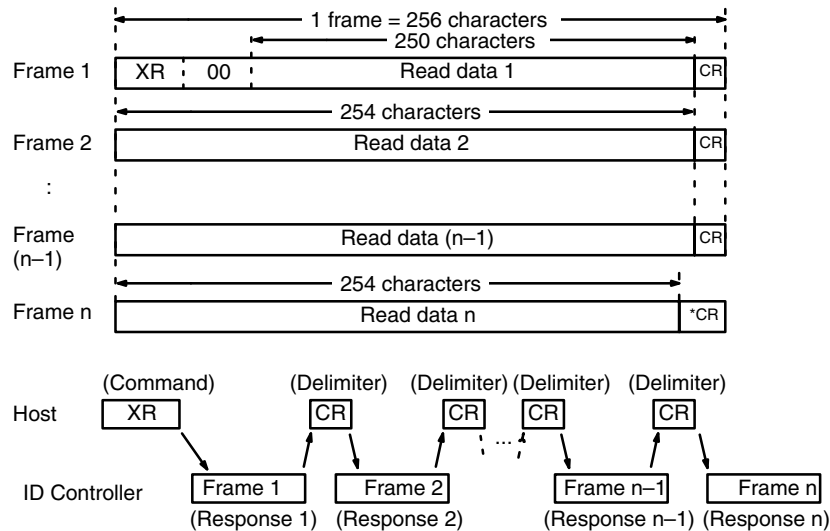 1 frame = 256 characters
250 characters
Frame 1 XR 00 Read data 1 CR
254 characters
Frame 2 Read data 2 CR
:
Frame (n–1) Read data (n–1) CR
254 characters
Frame n Read data n *CR
(Command) (Delimiter) (Delimiter) (Delimiter) (Delimiter)
Host XR CR CR ... CR CR
ID Controller Frame 1 Frame 2 Frame n–1 Frame n
(Response 1) (Response 2) (Response n–1) (Response n)